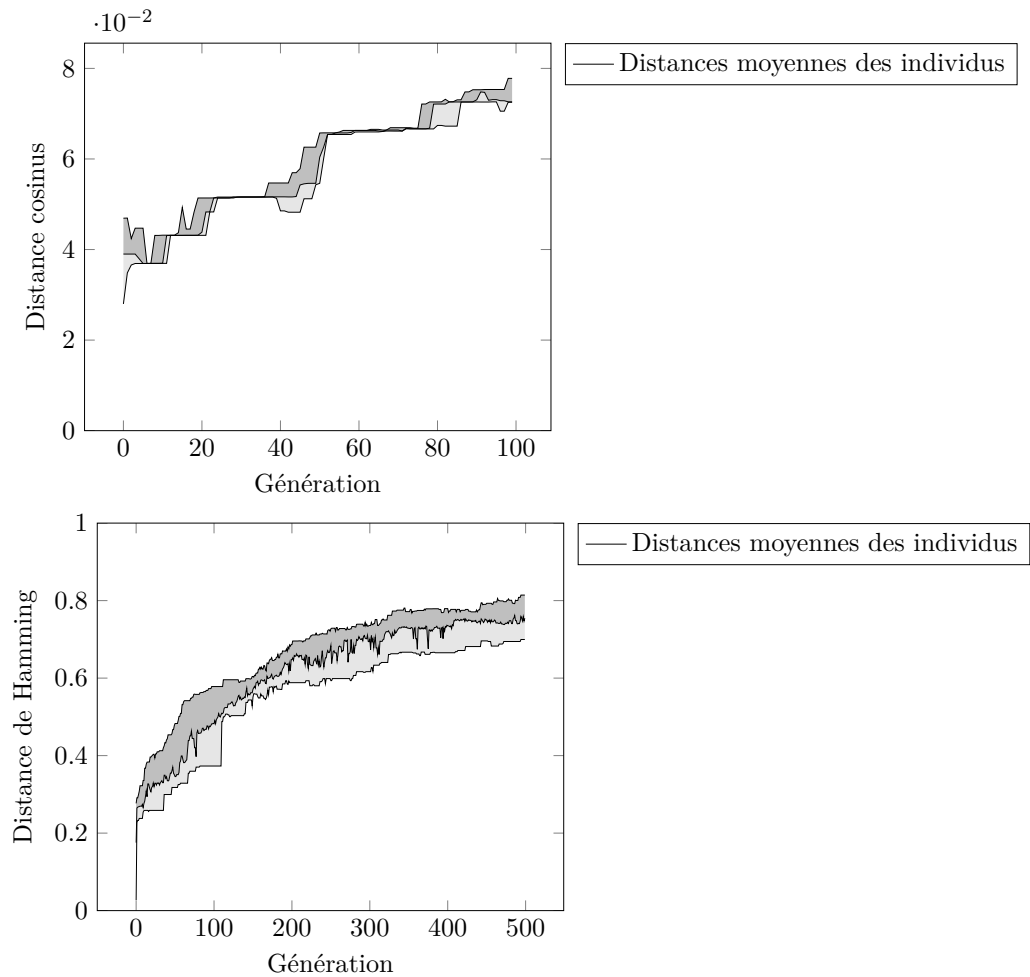 ·10−2
Distances moyennes des individus
8
6
4
2
0
Distance cosinus
0 20 40 60 80 100
Génération
Distances moyennes des individus
1
0.8
0.6
0.4
0.2
0
Distance de Hamming
0 100 200 300 400 500
Génération